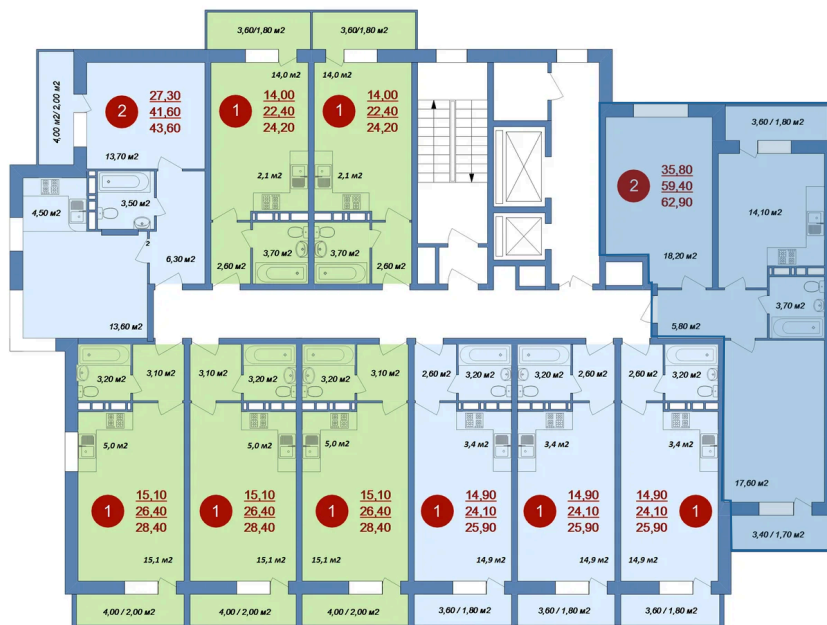 3,60/1,80 м2
3,60/1,80 м2
4,00 м2/ 2,00 м2
2
27,30
41,60
43,60
13,70 м2
14,0 м2
1
14,00
22,40
24,20
2,1 м2
14,0 м2
1
14,00
22,40
24,20
2,1 м2
3,60 / 1,80 м2
2
35,80
59,40
62,90
18,20 м2
14,10 м2
4,50 м2
3,50 м2
2
6,30 м2
13,60 м2
2,60 м2
3,70 м2
3,70 м2
2,60 м2
3,70 м2
5,80 м2
3,20 м2
3,10 м2
3,10 м2
3,20 м2
3,20 м2
3,10 м2
2,60 м2
3,20 м2
3,20 м2
2,60 м2
2,60 м2
3,20 м2
5,0 м2
5,0 м2
5,0 м2
3,4 м2
3,4 м2
3,4 м2
1
15,10
26,40
28,40
15,1 м2
1
15,10
26,40
28,40
15,1 м2
1
15,10
26,40
28,40
15,1 м2
1
14,90
24,10
25,90
14,9 м2
1
14,90
24,10
25,90
14,9 м2
14,90
24,10
25,90
1
14,9 м2
17,60 м2
3,40 / 1,70 м2
4,00 / 2,00 м2
4,00 / 2,00 м2
4,00 / 2,00 м2
3,60 / 1,80 м2
3,60 / 1,80 м2
3,60 / 1,80 м2